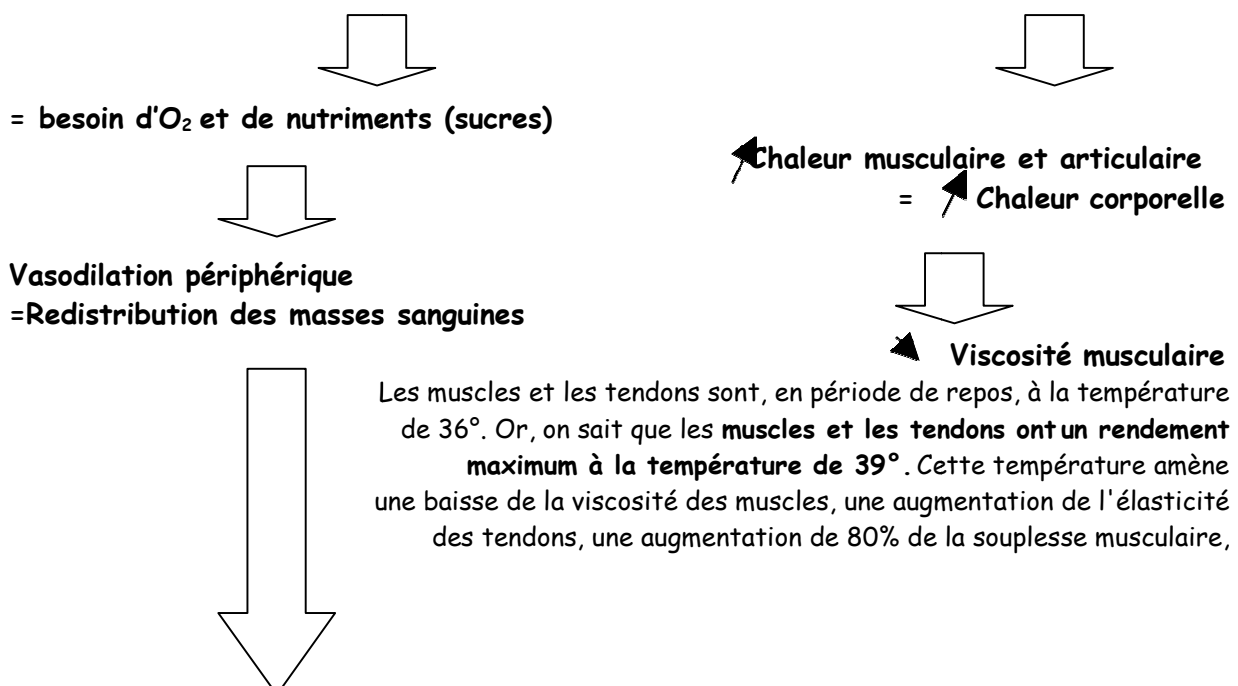 = besoin d'O₂ et de nutriments (sucres)
Chaleur musculaire et articulaire
= Chaleur corporelle
Vasodilation périphérique
=Redistribution des masses sanguines
Viscosité musculaire
Les muscles et les tendons sont, en période de repos, à la température
de 36°. Or, on sait que les muscles et les tendons ont un rendement
maximum à la température de 39°. Cette température amène
une baisse de la viscosité des muscles, une augmentation de l'élasticité
des tendons, une augmentation de 80% de la souplesse musculaire,